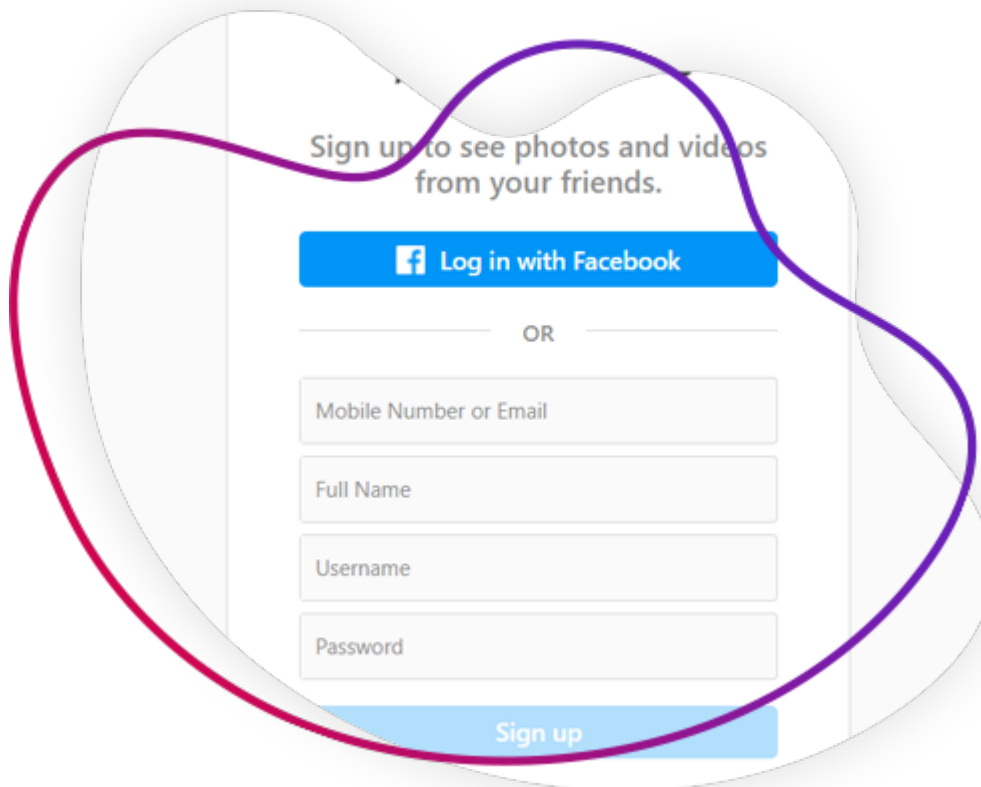 Sign up to see photos and videos
from your friends.
Log in with Facebook
OR
Mobile Number or Email
Full Name
Username
Password
Sign up